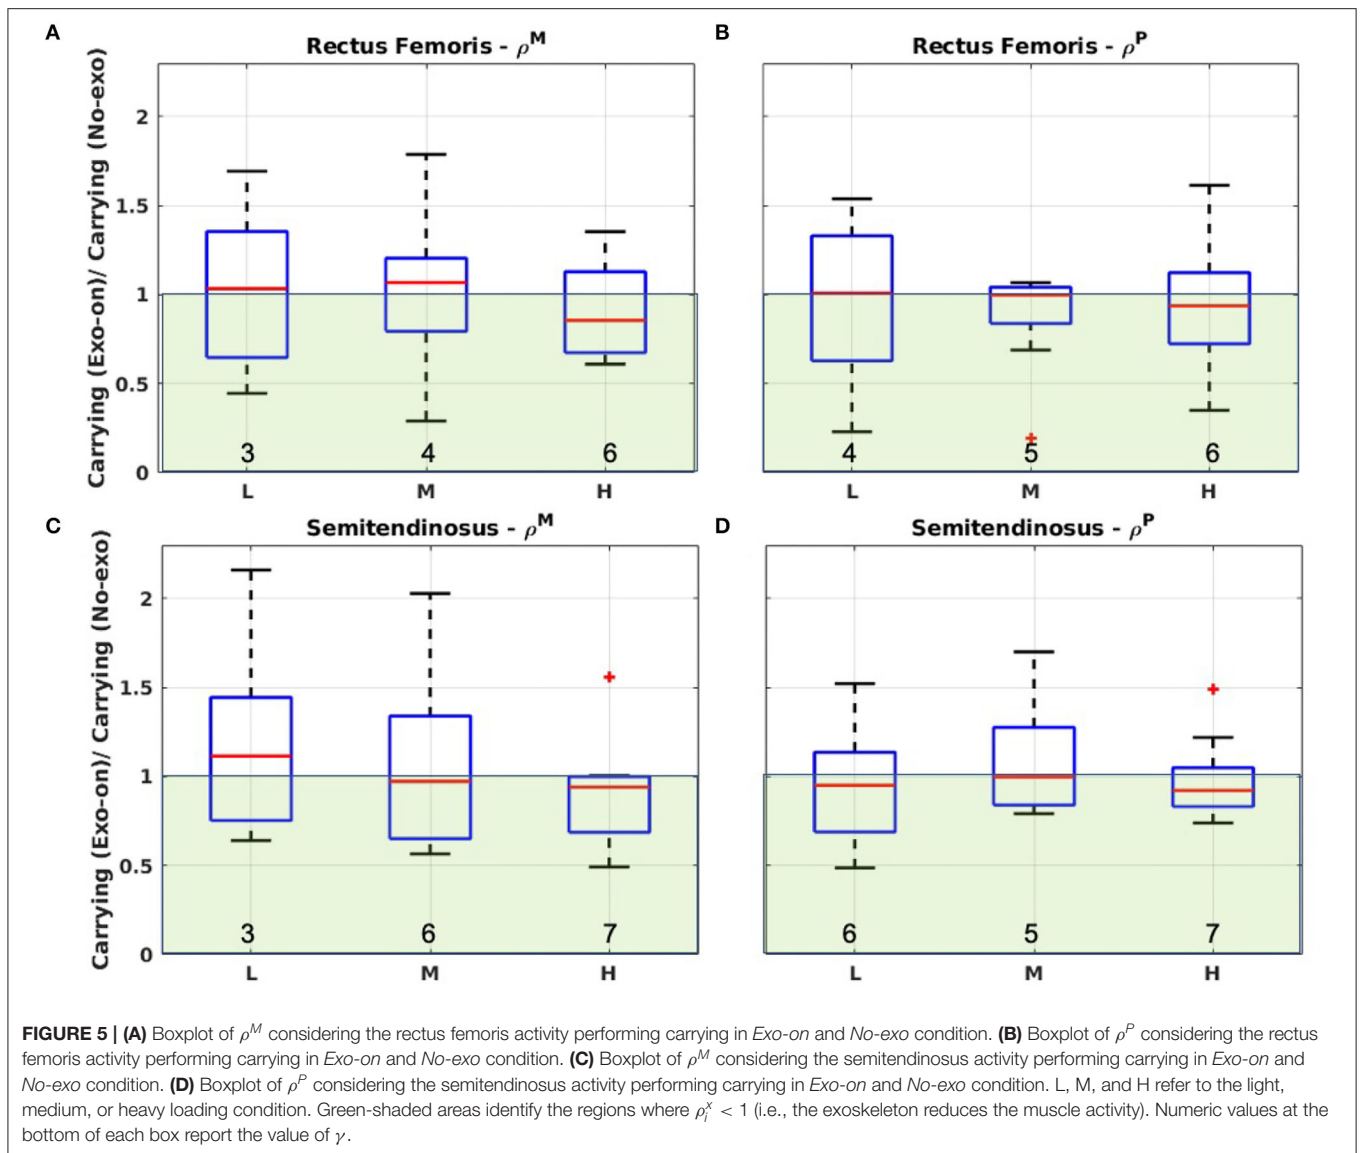 A
Rectus Femoris - ρᴹ
Carrying (Exo-on)/ Carrying (No-exo)
2
1.5
1
0.5
0
3
4
6
L
M
H
B
Rectus Femoris - ρᴾ
4
5
6
L
M
H
C
Semitendinosus - ρᴹ
Carrying (Exo-on)/ Carrying (No-exo)
2
1.5
1
0.5
0
3
6
7
L
M
H
D
Semitendinosus - ρᴾ
6
5
7
L
M
H
FIGURE 5 | (A) Boxplot of ρᴹ considering the rectus femoris activity performing carrying in Exo-on and No-exo condition. (B) Boxplot of ρᴾ considering the rectus
femoris activity performing carrying in Exo-on and No-exo condition. (C) Boxplot of ρᴹ considering the semitendinosus activity performing carrying in Exo-on and
No-exo condition. (D) Boxplot of ρᴾ considering the semitendinosus activity performing carrying in Exo-on and No-exo condition. L, M, and H refer to the light,
medium, or heavy loading condition. Green-shaded areas identify the regions where ρᵢˣ < 1 (i.e., the exoskeleton reduces the muscle activity). Numeric values at the
bottom of each box report the value of γ.